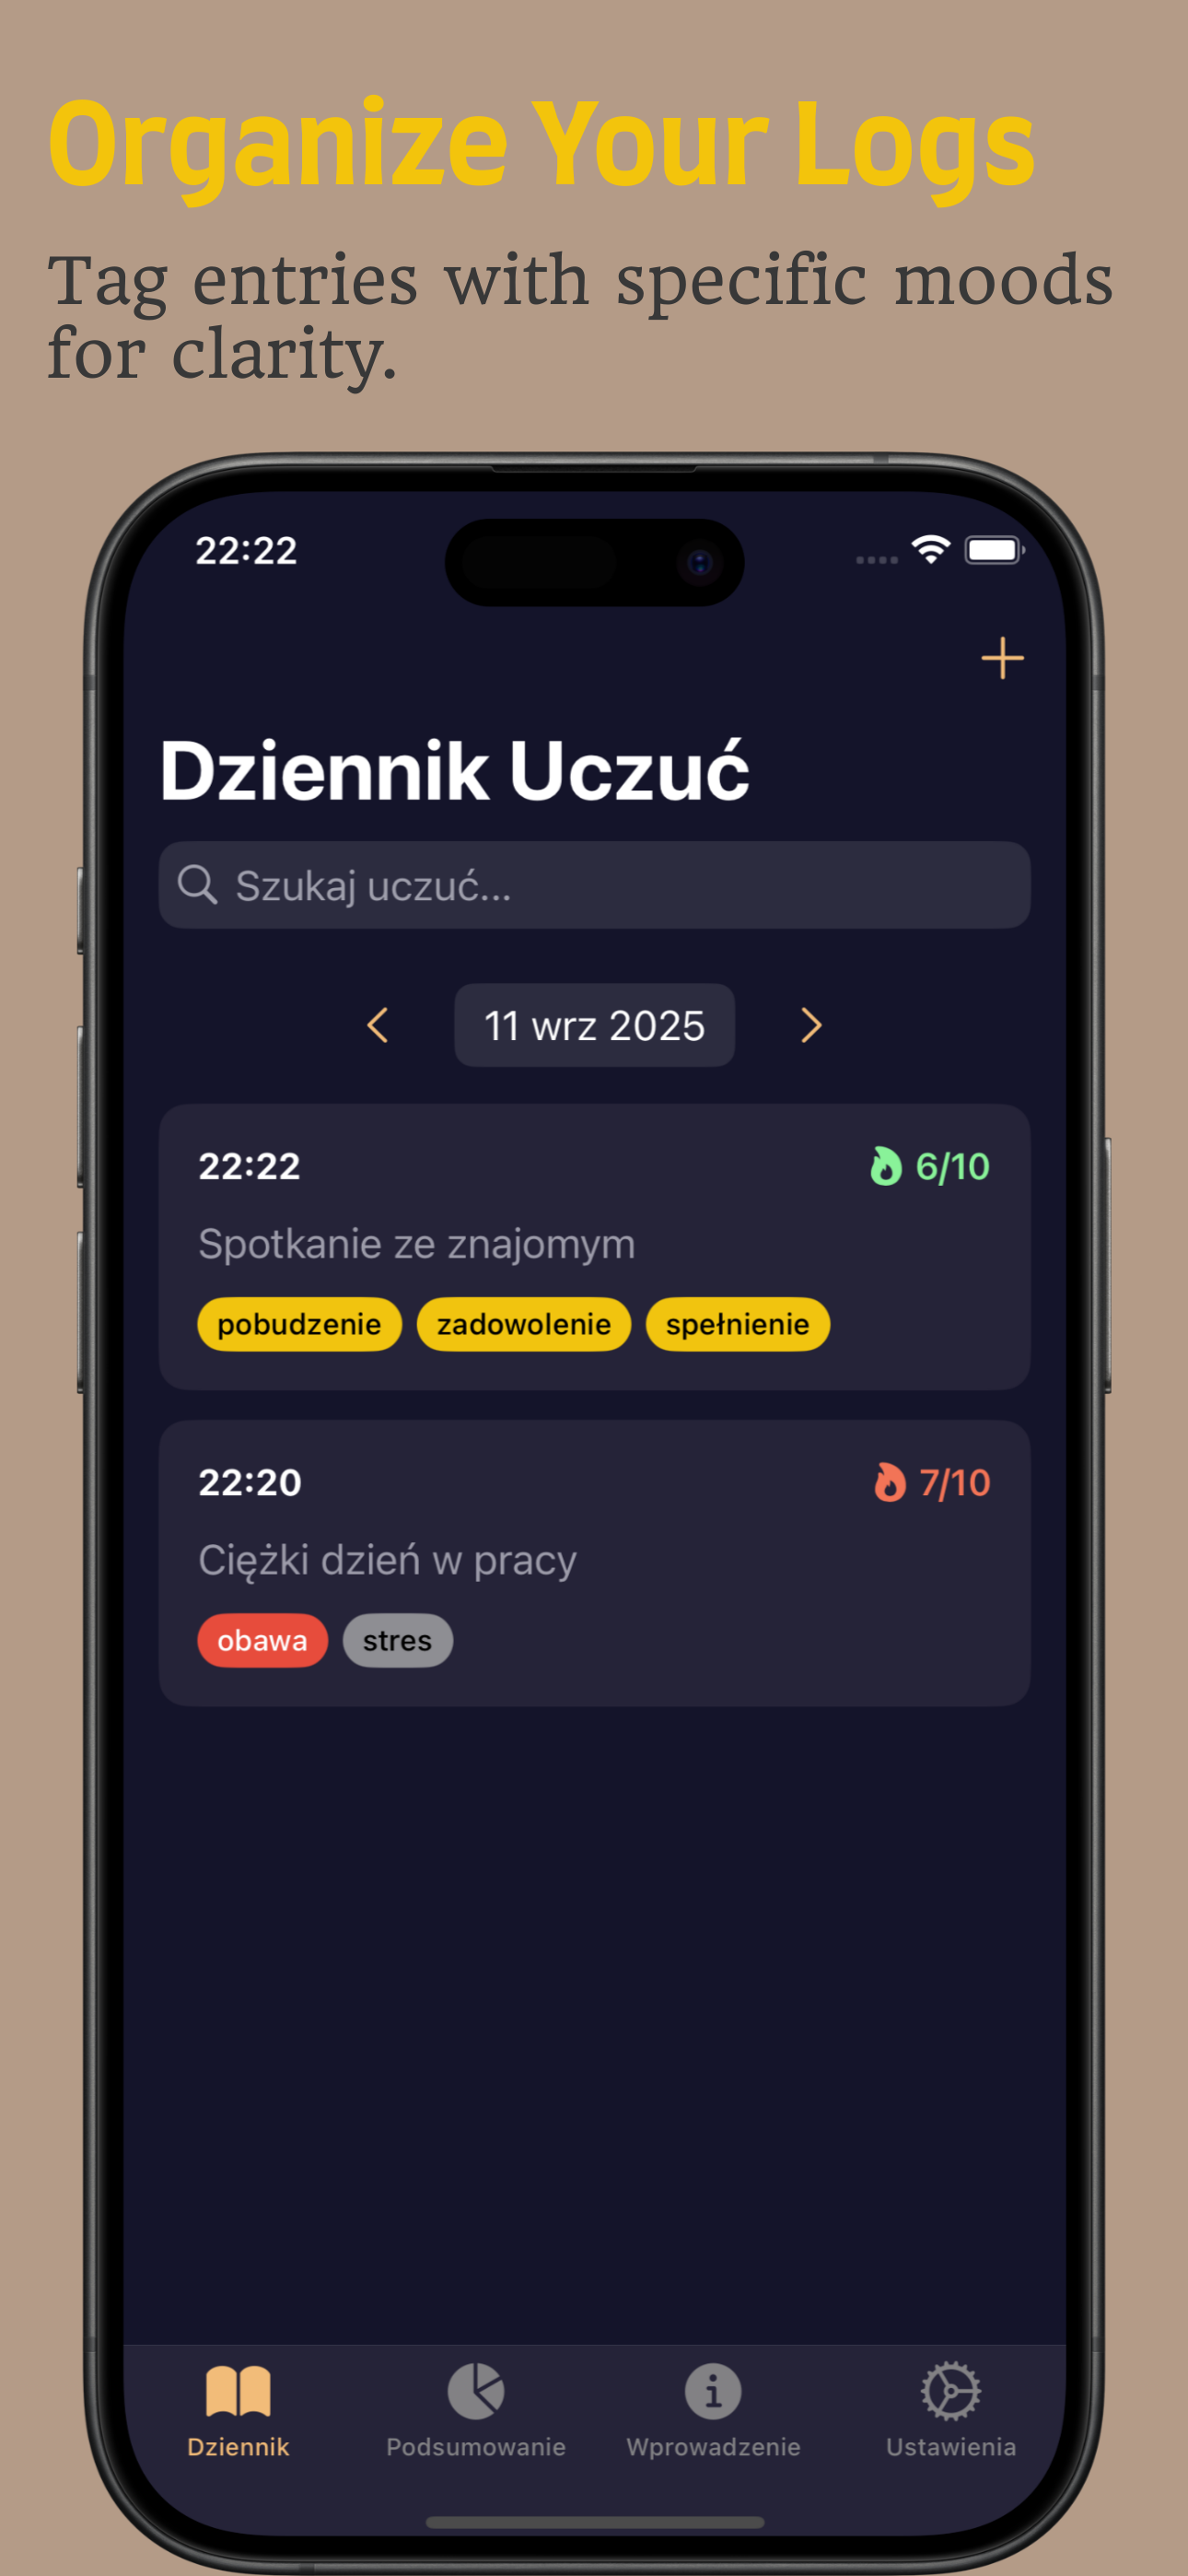 Organize Your Logs
Tag entries with specific moods
for clarity.
22:22
Dziennik Uczuć
Szukaj uczuć...
11 wrz 2025
22:22
6/10
Spotkanie ze znajomym
pobudzenie zadowolenie spełnienie
22:20
7/10
Ciężki dzień w pracy
obawa stres
Dziennik Podsumowanie Wprowadzenie Ustawienia